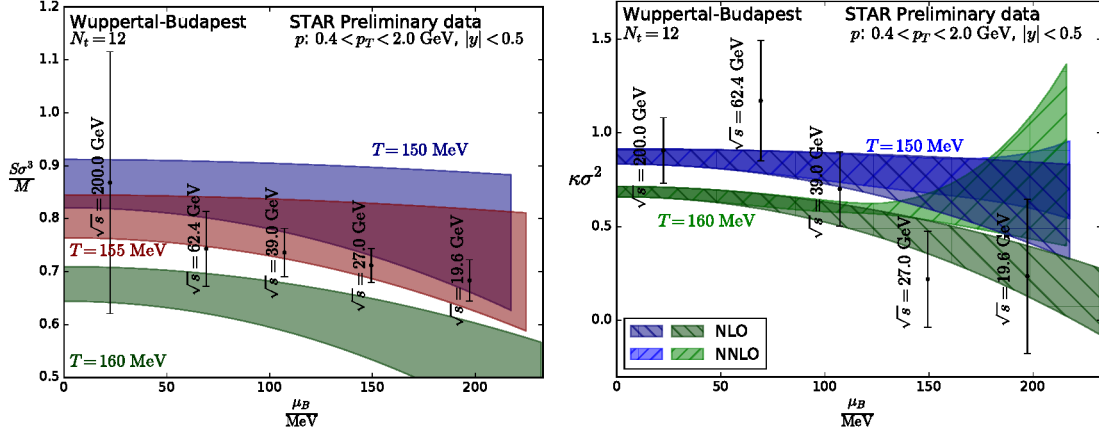 Wuppertal-Budapest STAR Preliminary data
N_t = 12 p: 0.4 < p_T < 2.0 GeV, |y| < 0.5
1.2
1.1
1.0
0.9
0.8
0.7
0.6
0.5
Sσ³/M
√s = 200.0 GeV
√s = 62.4 GeV
√s = 39.0 GeV
√s = 27.0 GeV
√s = 19.6 GeV
T = 150 MeV
T = 155 MeV
T = 160 MeV
0 50 100 150 200
μ_B/MeV
Wuppertal-Budapest STAR Preliminary data
N_t = 12 p: 0.4 < p_T < 2.0 GeV, |y| < 0.5
1.5
1.0
0.5
0.0
κσ²
√s = 200.0 GeV
√s = 62.4 GeV
√s = 39.0 GeV
√s = 27.0 GeV
√s = 19.6 GeV
T = 150 MeV
T = 160 MeV
NLO
NNLO
0 50 100 150 200
μ_B/MeV